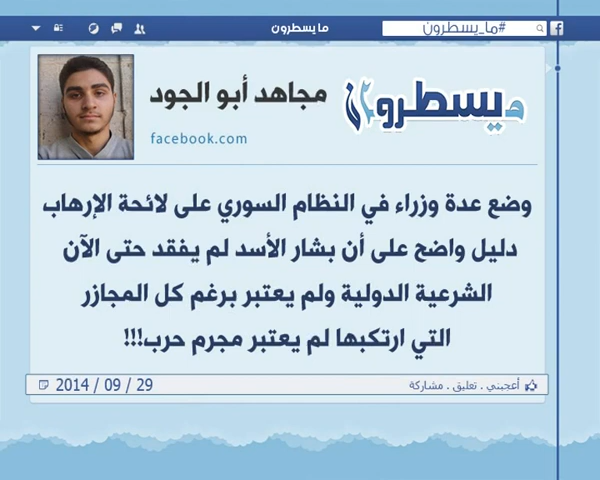 ما يسطرون
#ما_يسطرون
ما يسطرون
مجاهد أبو الجود
facebook.com
وضع عدة وزراء في النظام السوري على لائحة الإرهاب
دليل واضح على أن بشار الأسد لم يفقد حتى الآن
الشرعية الدولية ولم يعتبر برغم كل المجازر
التي ارتكبها لم يعتبر مجرم حرب!!!
أعجبني . تعليق . مشاركة
29 / 09 / 2014